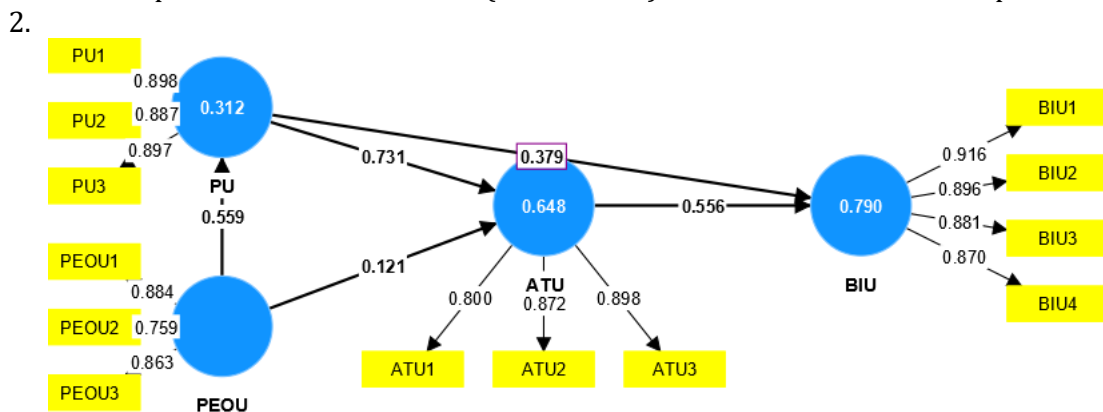 2.
PU1
0.898
PU2
0.887
0.897
PU3
0.312
PU
0.559
PEOU1
0.884
PEOU2
0.759
0.863
PEOU3
PEOU
0.731
0.379
0.121
0.648
ATU
0.556
0.800
0.872
0.898
ATU1
ATU2
ATU3
0.790
BIU
0.916
BIU1
0.896
BIU2
0.881
BIU3
0.870
BIU4